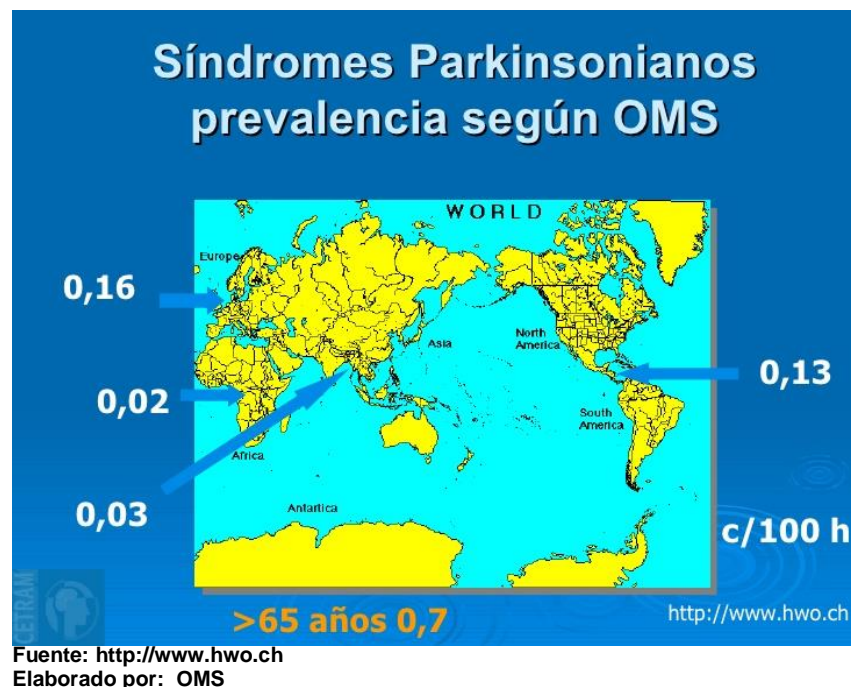 Síndromes Parkinsonianos
prevalencia según OMS
WORLD
Europe
0,16
Asia
North
America
0,13
0,02
South
America
Africa
0,03
Antartica
c/100 h
CETRAM
>65 años 0,7
http://www.hwo.ch
Fuente: http://www.hwo.ch
Elaborado por: OMS